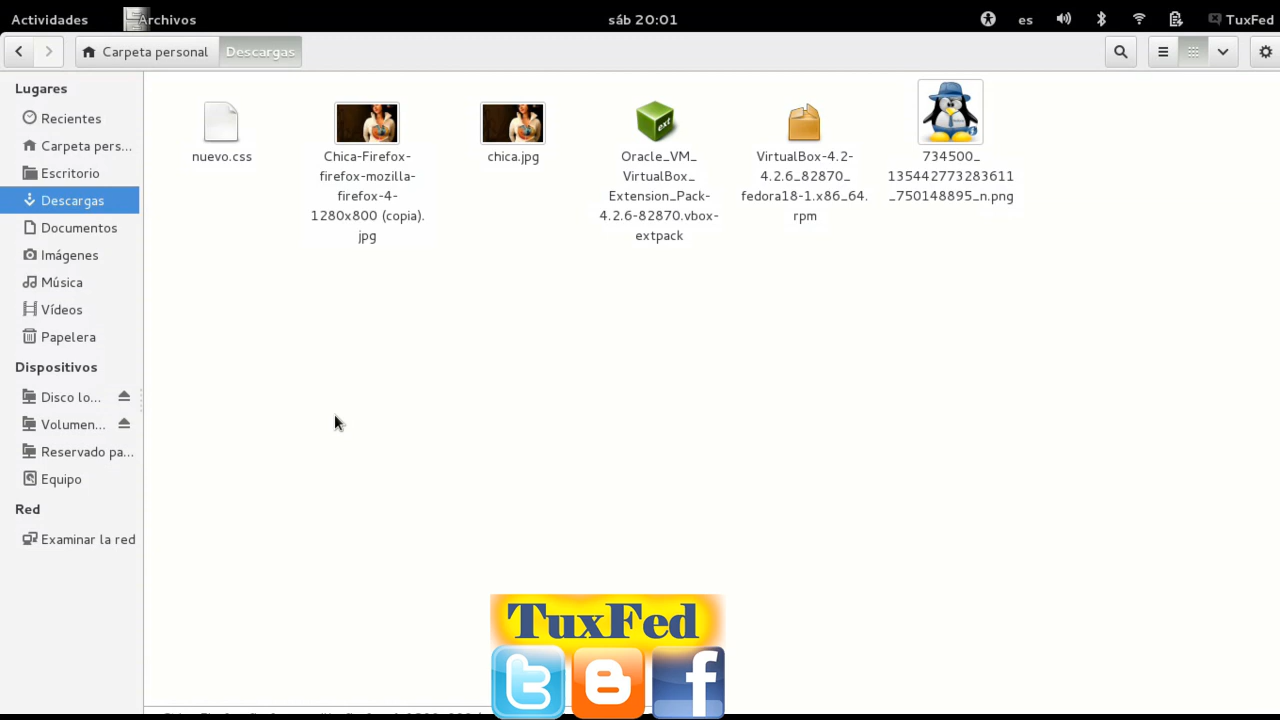 Actividades Archivos sáb 20:01 es TuxFed
Carpeta personal Descargas
Lugares
Recientes
Carpeta pers...
Escritorio
Descargas
Documentos
Imágenes
Música
Vídeos
Papelera
Dispositivos
Disco lo...
Volumen...
Reservado pa...
Equipo
Red
Examinar la red
nuevo.css
Chica-Firefox-
firefox-mozilla-
firefox-4-
1280x800 (copia).
jpg
chica.jpg
ext
Oracle_VM_
VirtualBox_
Extension_Pack-
4.2.6-82870.vbox-
extpack
VirtualBox-4.2-
4.2.6_82870_
fedora18-1.x86_64.
rpm
734500_
135442773283611
_750148895_n.png
TuxFed